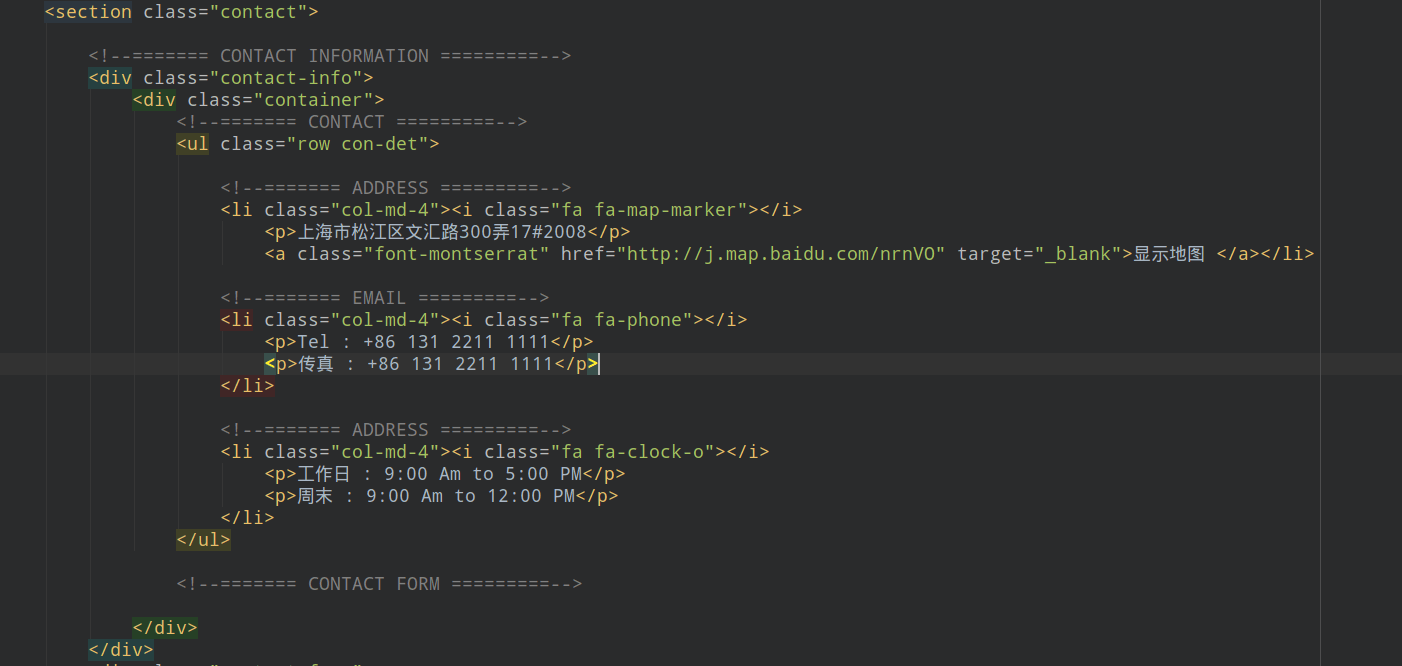 <section class="contact">
<!--======= CONTACT INFORMATION =========-->
<div class="contact-info">
<div class="container">
<!--======= CONTACT =========-->
<ul class="row con-det">
<!--======= ADDRESS =========-->
<li class="col-md-4"><i class="fa fa-map-marker"></i>
<p>上海市松江区文汇路300弄17#2008</p>
<a class="font-montserrat" href="http://j.map.baidu.com/nrnVO" target="_blank">显示地图 </a></li>
<!--======= EMAIL =========-->
<li class="col-md-4"><i class="fa fa-phone"></i>
<p>Tel : +86 131 2211 1111</p>
<p>传真 : +86 131 2211 1111</p>
</li>
<!--======= ADDRESS =========-->
<li class="col-md-4"><i class="fa fa-clock-o"></i>
<p>工作日 : 9:00 Am to 5:00 PM</p>
<p>周末 : 9:00 Am to 12:00 PM</p>
</li>
</ul>
<!--======= CONTACT FORM =========-->
</div>
</div>